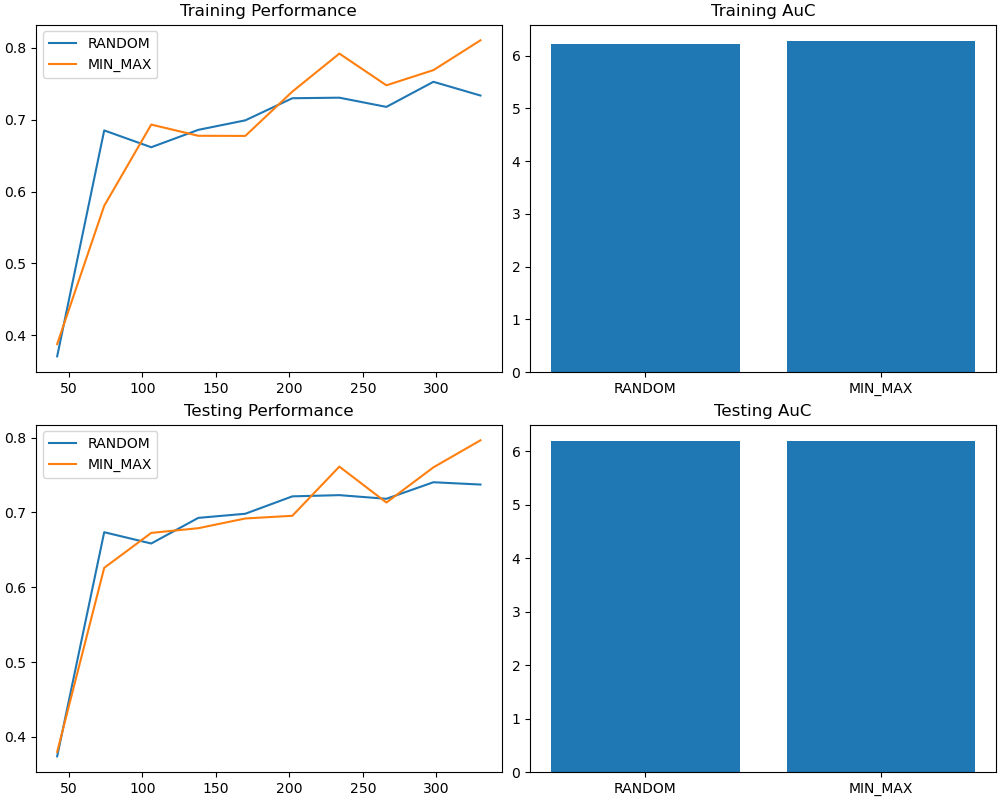 Training Performance
0.8
0.7
0.6
0.5
0.4
RANDOM
MIN_MAX
50 100 150 200 250 300
Training AuC
6
5
4
3
2
1
0
RANDOM MIN_MAX
Testing Performance
0.8
0.7
0.6
0.5
0.4
RANDOM
MIN_MAX
50 100 150 200 250 300
Testing AuC
6
5
4
3
2
1
0
RANDOM MIN_MAX